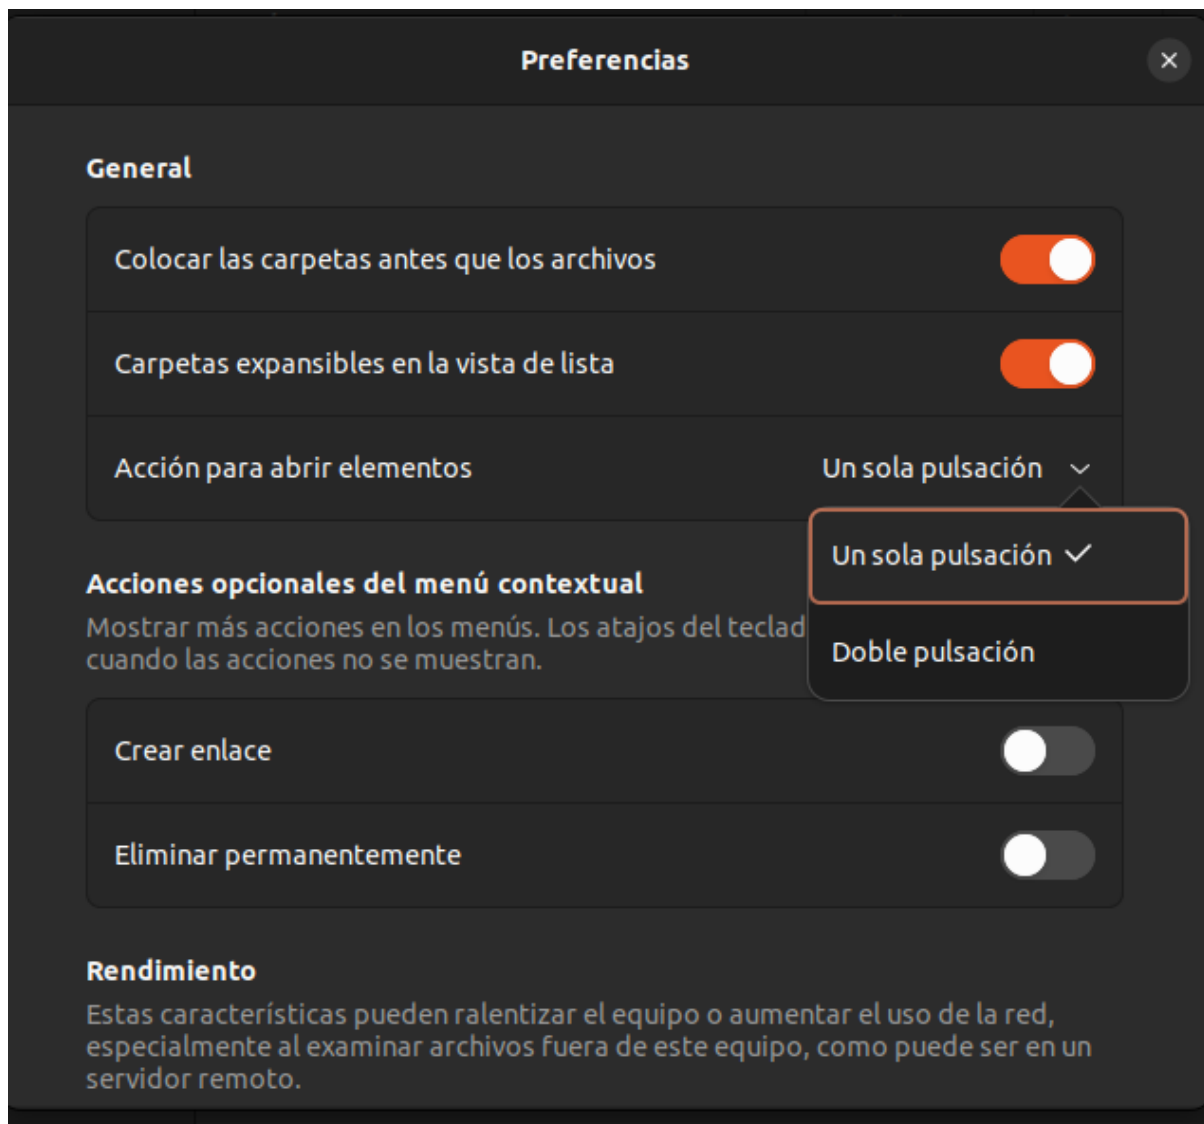 Preferencias
General
Colocar las carpetas antes que los archivos
Carpetas expansibles en la vista de lista
Acción para abrir elementos
Un sola pulsación
Un sola pulsación
Doble pulsación
Acciones opcionales del menú contextual
Mostrar más acciones en los menús. Los atajos del
cuando las acciones no se muestran.
Crear enlace
Eliminar permanentemente
Rendimiento
Estas características pueden ralentizar el equipo o aumentar el uso de la red,
especialmente al examinar archivos fuera de este equipo, como puede ser en un
servidor remoto.